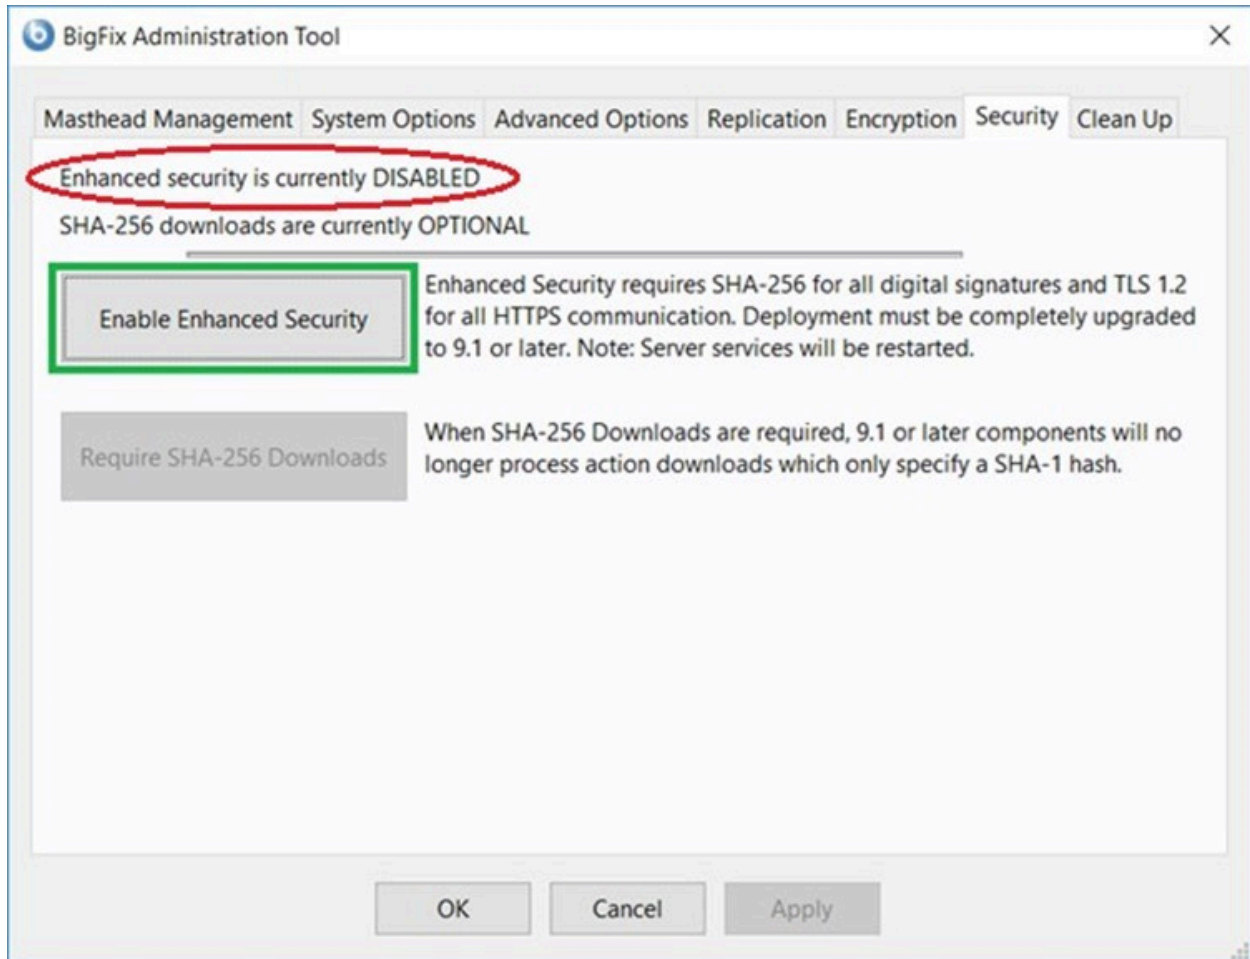 BigFix Administration Tool
Masthead Management System Options Advanced Options Replication Encryption Security Clean Up
Enhanced security is currently DISABLED
SHA-256 downloads are currently OPTIONAL
Enable Enhanced Security
Enhanced Security requires SHA-256 for all digital signatures and TLS 1.2
for all HTTPS communication. Deployment must be completely upgraded
to 9.1 or later. Note: Server services will be restarted.
Require SHA-256 Downloads
When SHA-256 Downloads are required, 9.1 or later components will no
longer process action downloads which only specify a SHA-1 hash.
OK Cancel Apply